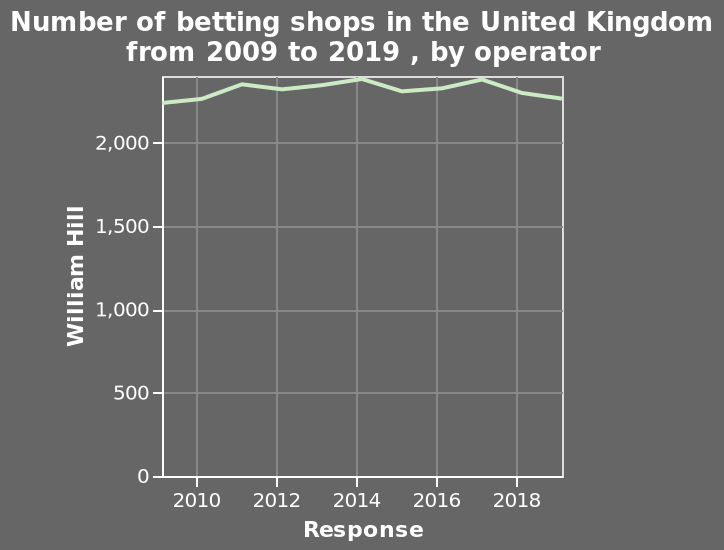 Number of betting shops in the United Kingdom
from 2009 to 2019 , by operator
William Hill
2,000
1,500
1,000
500
0
2010 2012 2014 2016 2018
Response